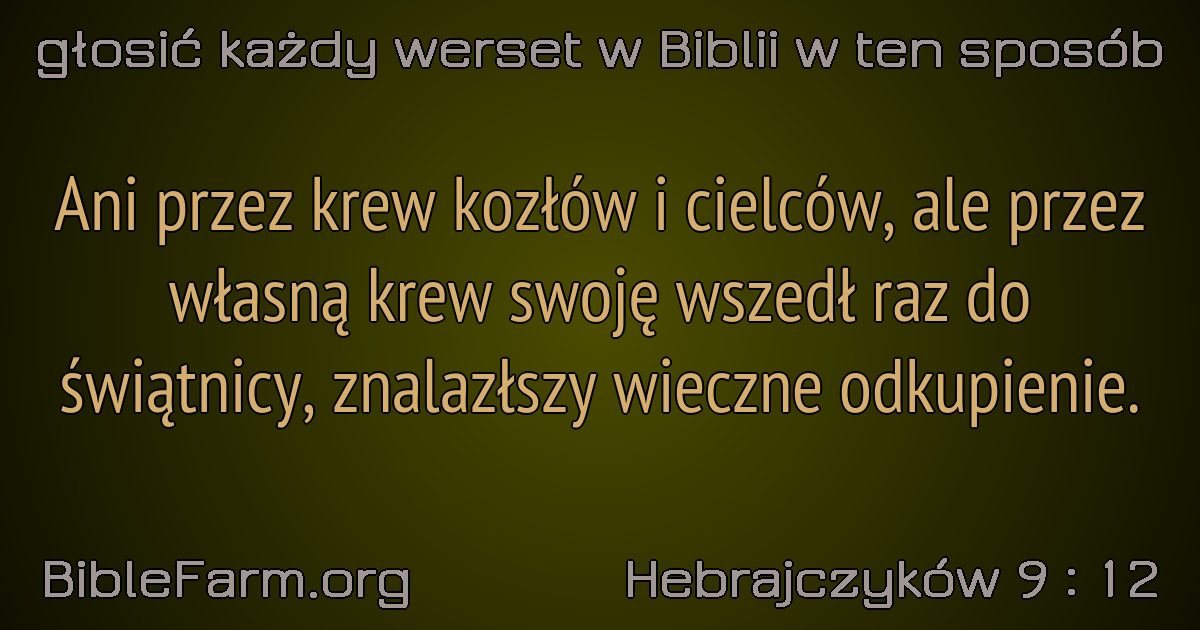 głosić każdy werset w Biblii w ten sposób
Ani przez krew kozłów i cielców, ale przez
własną krew swoję wszedł raz do
świątnicy, znalazłszy wieczne odkupienie.
BibleFarm.org
Hebrajczyków 9 : 12